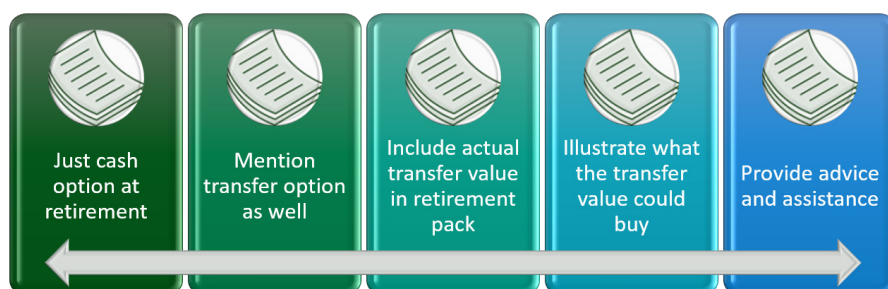 Just cash
option at
retirement
Mention
transfer option
as well
Include actual
transfer value
in retirement
pack
Illustrate what
the transfer
value could
buy
Provide advice
and assistance